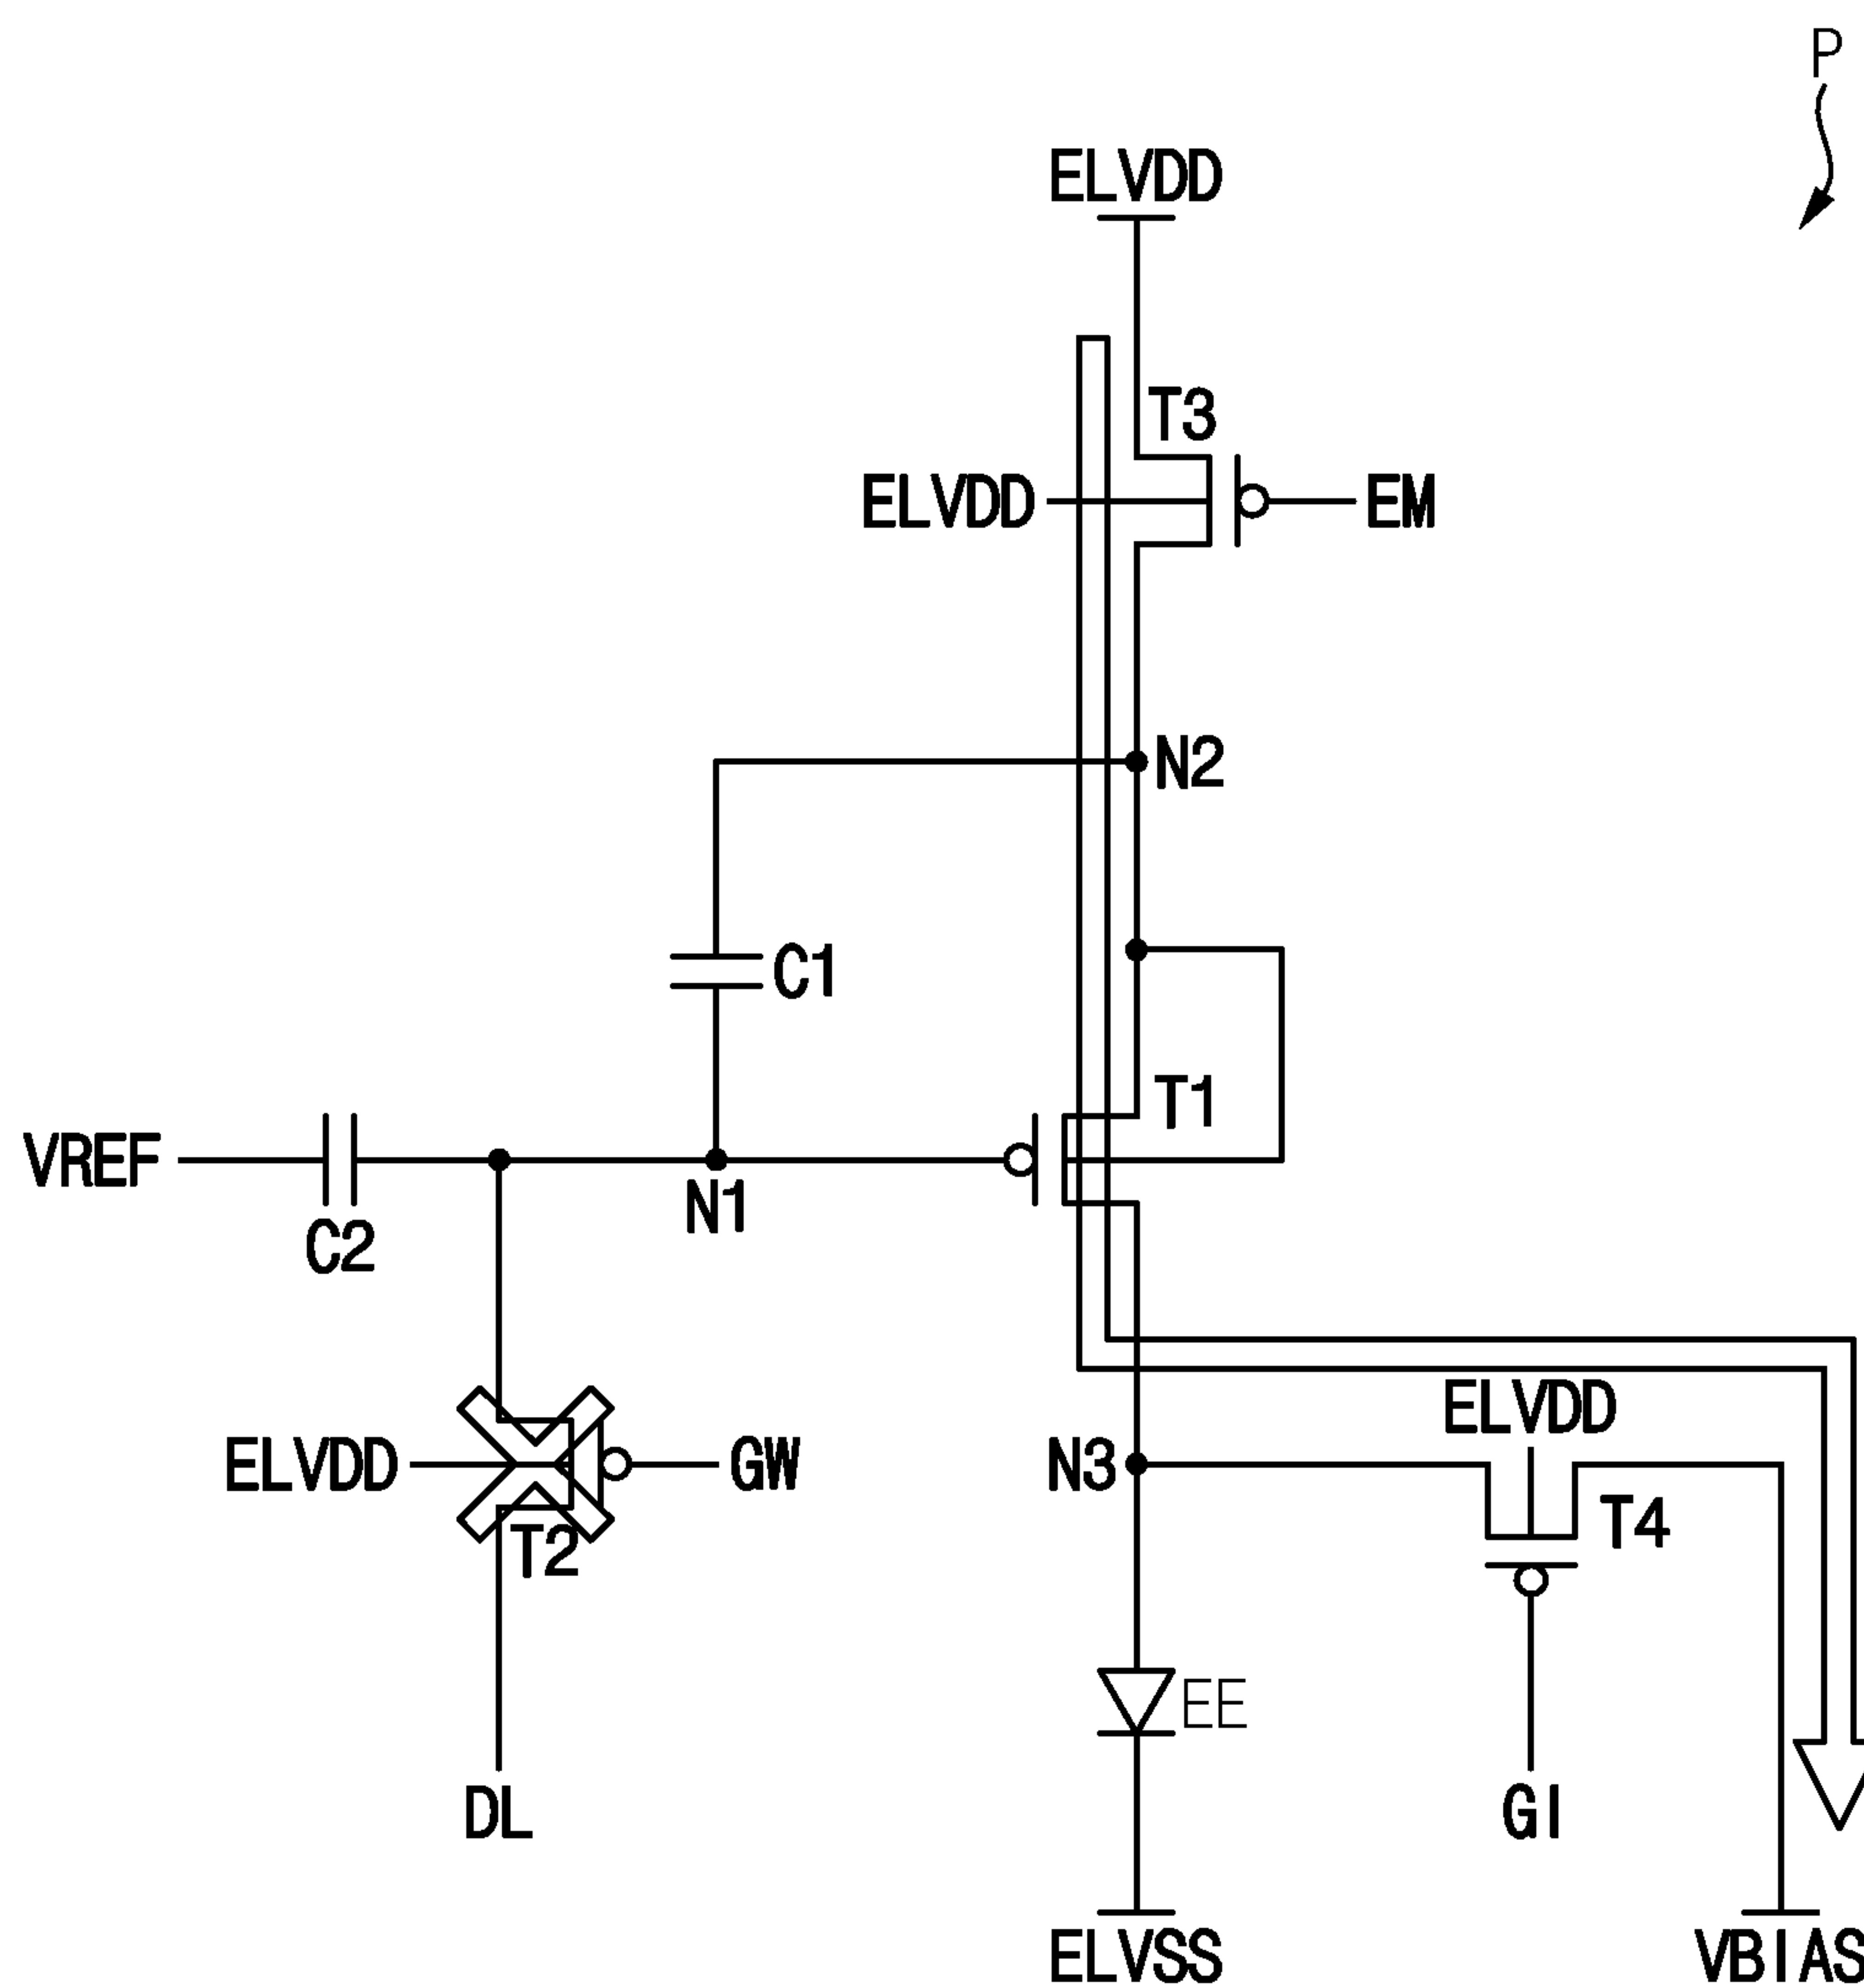 P
ELVDD
T3
ELVDD
EM
N2
C1
T1
VREF
N1
C2
ELVDD
ELVDD
GW
N3
T4
T2
EE
DL
GI
ELVSS
VBIAS